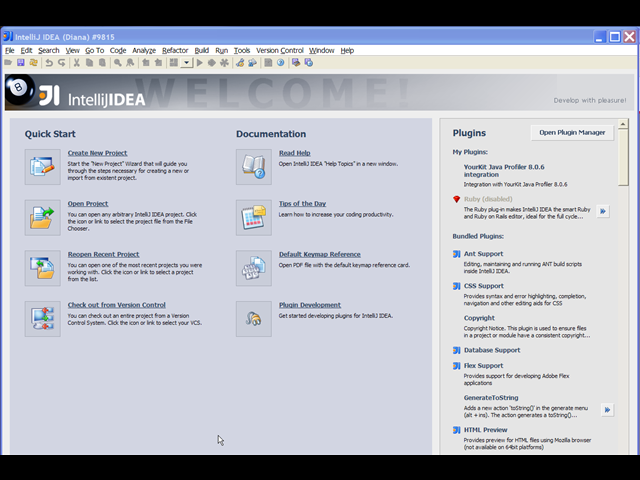 IntelliJ IDEA (Diana) #9815
File Edit Search View Go To Code Analyze Refactor Build Run Tools Version Control Window Help
8
IntelliJIDEA
WELCOME!
Develop with pleasure!
Quick Start
Create New Project
Start the "New Project" Wizard that will guide you
through the steps necessary for creating a new or
import from existent project.
Open Project
You can open any arbitrary IntelliJ IDEA project. Click
the icon or link to select the project file from the File
Chooser.
Reopen Recent Project
You can open one of the most recent projects you were
working with. Click the icon or link to select a project
from the list.
Check out from Version Control
You can check out an entire project from a Version
Control System. Click the icon or link to select your VCS.
Documentation
Read Help
Open IntelliJ IDEA "Help Topics" in a new window.
Tips of the Day
Learn how to increase your coding productivity.
Default Keymap Reference
Open PDF file with the default keymap reference card.
Plugin Development
Get started developing plugins for IntelliJ IDEA.
Plugins
Open Plugin Manager
My Plugins:
YourKit Java Profiler 8.0.6
integration
Integration with YourKit Java Profiler 8.0.6
Ruby (disabled)
The Ruby plug-in makes IntelliJ IDEA the smart Ruby
and Ruby on Rails editor, ideal for the full cycle...
Bundled Plugins:
Ant Support
Editing, maintaining and running ANT build scripts
inside IntelliJ IDEA.
CSS Support
Provides syntax and error highlighting, completion,
navigation and other editing aids for CSS
Copyright
Copyright Notice. This plugin is used to ensure files
in a project or module have a consistent copyright...
Database Support
Flex Support
Provides support for developing Adobe Flex
applications
GenerateToString
Adds a new action 'toString()' in the generate menu
(alt + ins). The action generates a toString()...
HTML Preview
Provides preview for HTML files using Mozilla browser
(not available on 64bit platforms)